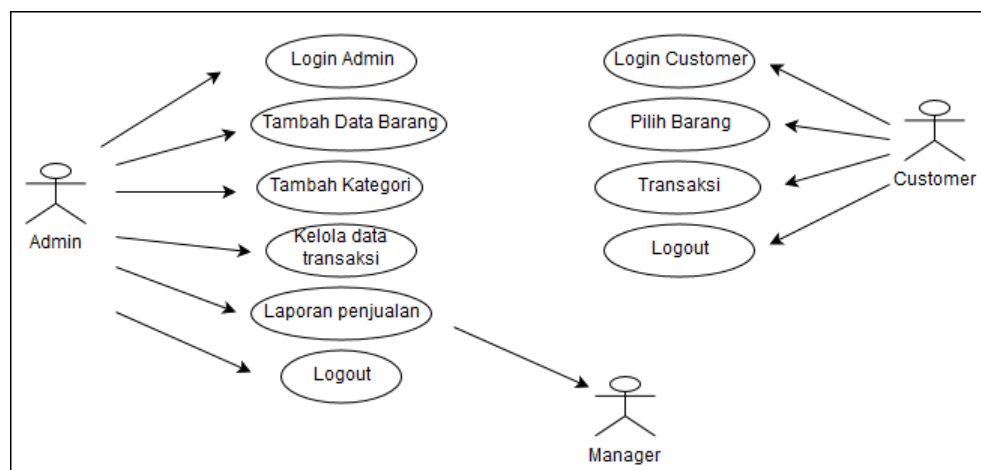 Login Admin
Tambah Data Barang
Tambah Kategori
Kelola data
transaksi
Laporan penjualan
Logout
Admin
Login Customer
Pilih Barang
Transaksi
Logout
Customer
Manager